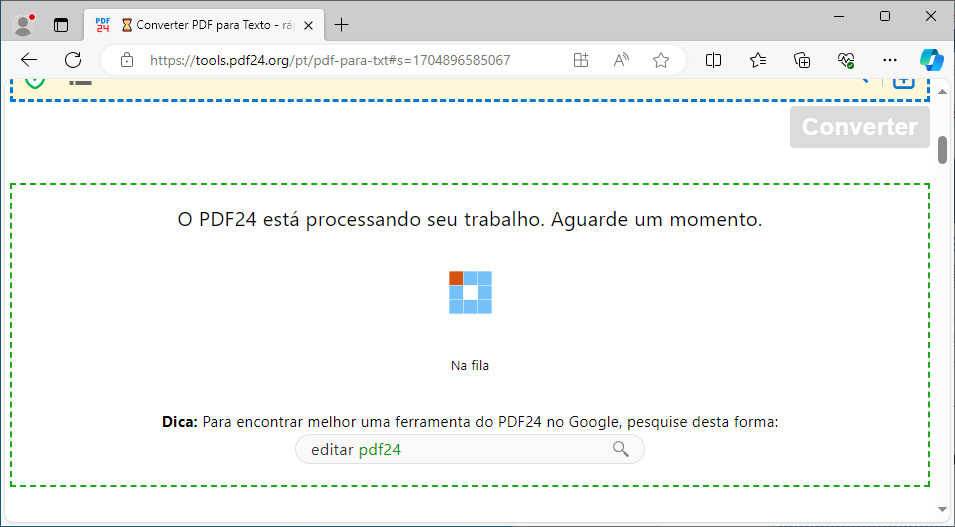 PDF
24
Converter PDF para Texto - rá
https://tools.pdf24.org/pt/pdf-para-txt#s=1704896585067
Converter
O PDF24 está processando seu trabalho. Aguarde um momento.
Na fila
Dica: Para encontrar melhor uma ferramenta do PDF24 no Google, pesquise desta forma:
editar pdf24